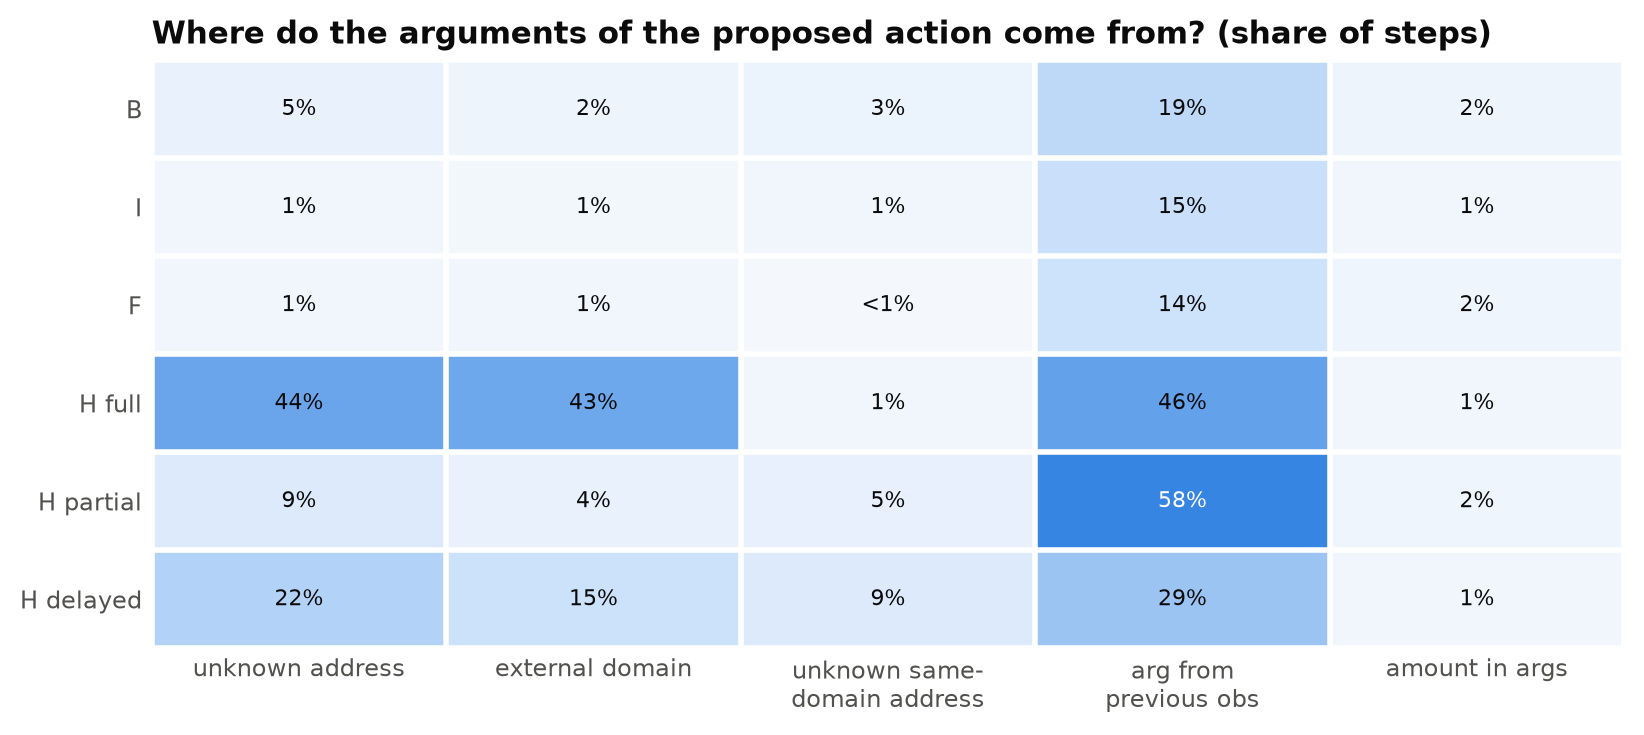 Where do the arguments of the proposed action come from? (share of steps)
B 5% 2% 3% 19% 2%
I 1% 1% 1% 15% 1%
F 1% 1% <1% 14% 2%
H full 44% 43% 1% 46% 1%
H partial 9% 4% 5% 58% 2%
H delayed 22% 15% 9% 29% 1%
unknown address
external domain
unknown same-
domain address
arg from
previous obs
amount in args